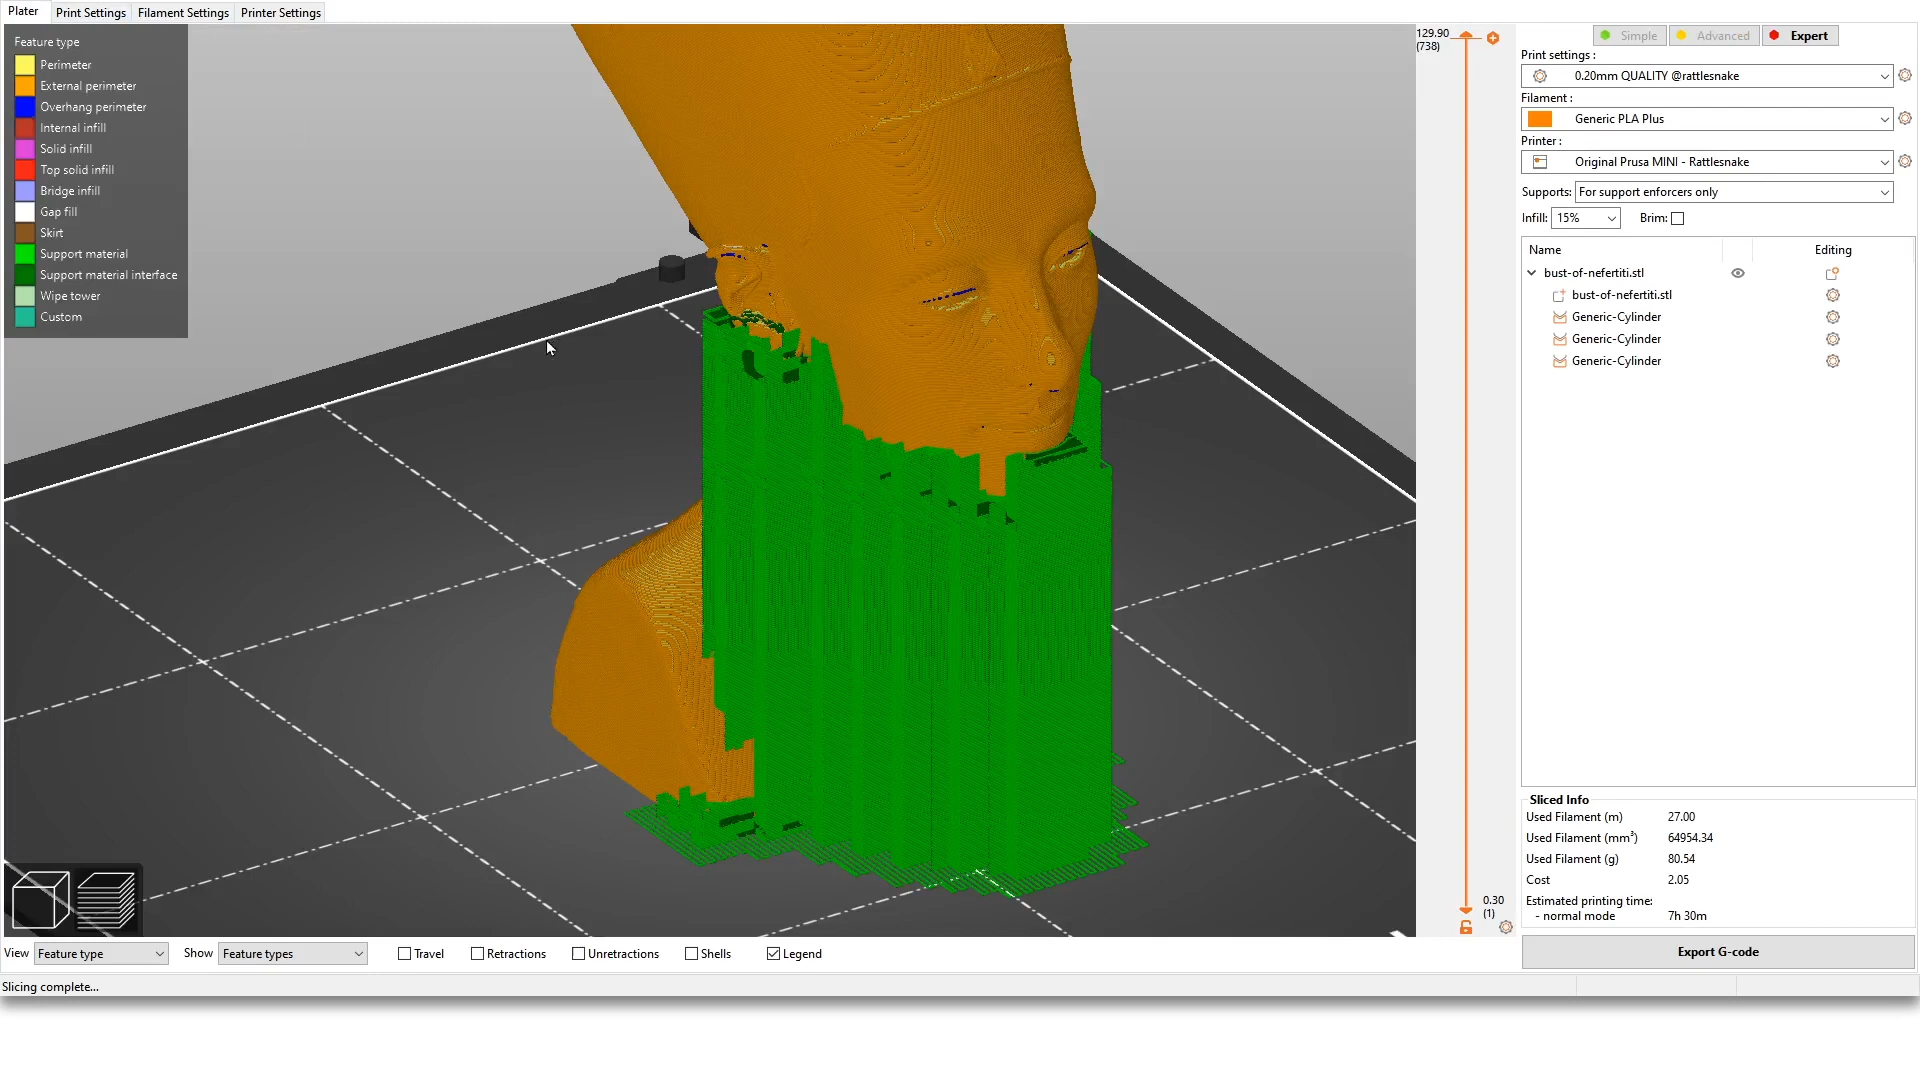 Plater Print Settings Filament Settings Printer Settings
Feature type
Perimeter
External perimeter
Overhang perimeter
Internal infill
Solid infill
Top solid infill
Bridge infill
Gap fill
Skirt
Support material
Support material interface
Wipe tower
Custom
129.90
(738)
0.30
(1)
Simple Advanced Expert
Print settings :
0.20mm QUALITY @rattlesnake
Filament :
Generic PLA Plus
Printer :
Original Prusa MINI - Rattlesnake
Supports: For support enforcers only
Infill: 15% Brim:
Name Editing
bust-of-nefertiti.stl
bust-of-nefertiti.stl
Generic-Cylinder
Generic-Cylinder
Generic-Cylinder
Sliced Info
Used Filament (m) 27.00
Used Filament (mm³) 64954.34
Used Filament (g) 80.54
Cost 2.05
Estimated printing time:
- normal mode 7h 30m
Export G-code
View Feature type Show Feature types Travel Retractions Unretractions Shells Legend
Slicing complete...